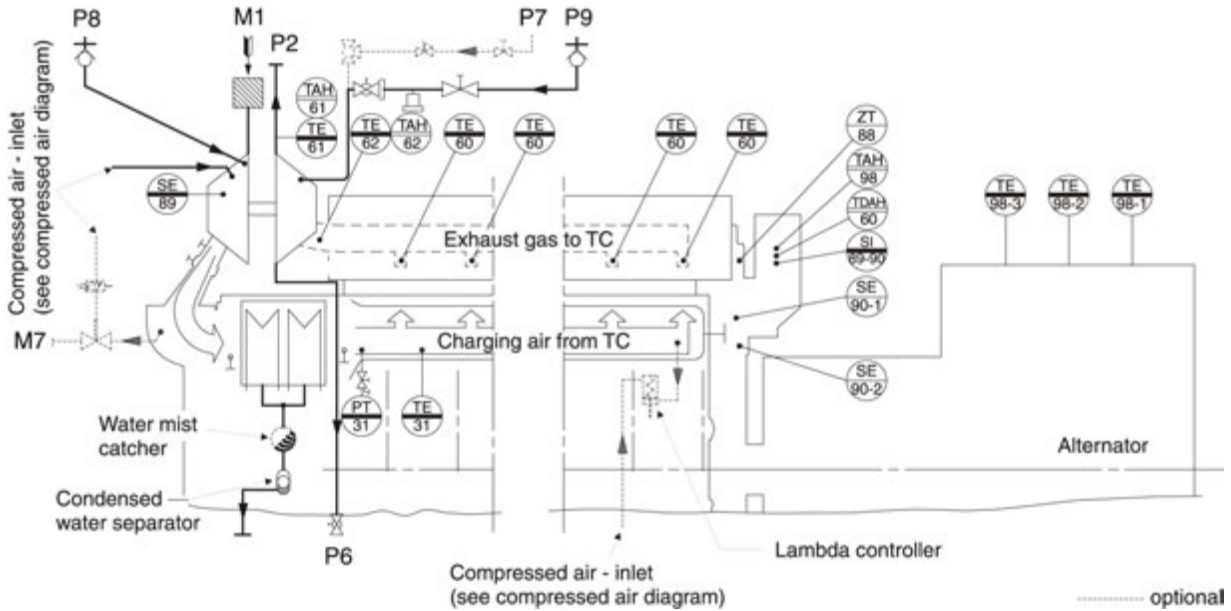 P8
M1
P2
P7
P9
Compressed air - inlet
(see compressed air diagram)
TAH
61
TE
61
TE
62
TAH
62
TE
60
TE
60
TE
60
TE
60
ZT
88
TAH
98
TDAH
60
SI
89-90
SE
90-1
SE
90-2
TE
98-3
TE
98-2
TE
98-1
SE
89
Exhaust gas to TC
M7
Charging air from TC
PT
31
TE
31
Water mist
catcher
Condensed
water separator
P6
Alternator
Lambda controller
Compressed air - inlet
(see compressed air diagram)
optional